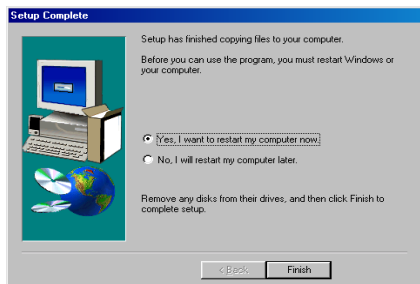 Setup Complete
Setup has finished copying files to your computer.
Before you can use the program, you must restart Windows or
your computer.
Yes, I want to restart my computer now.
No, I will restart my computer later.
Remove any disks from their drives, and then click Finish to
complete setup.
< Back
Finish